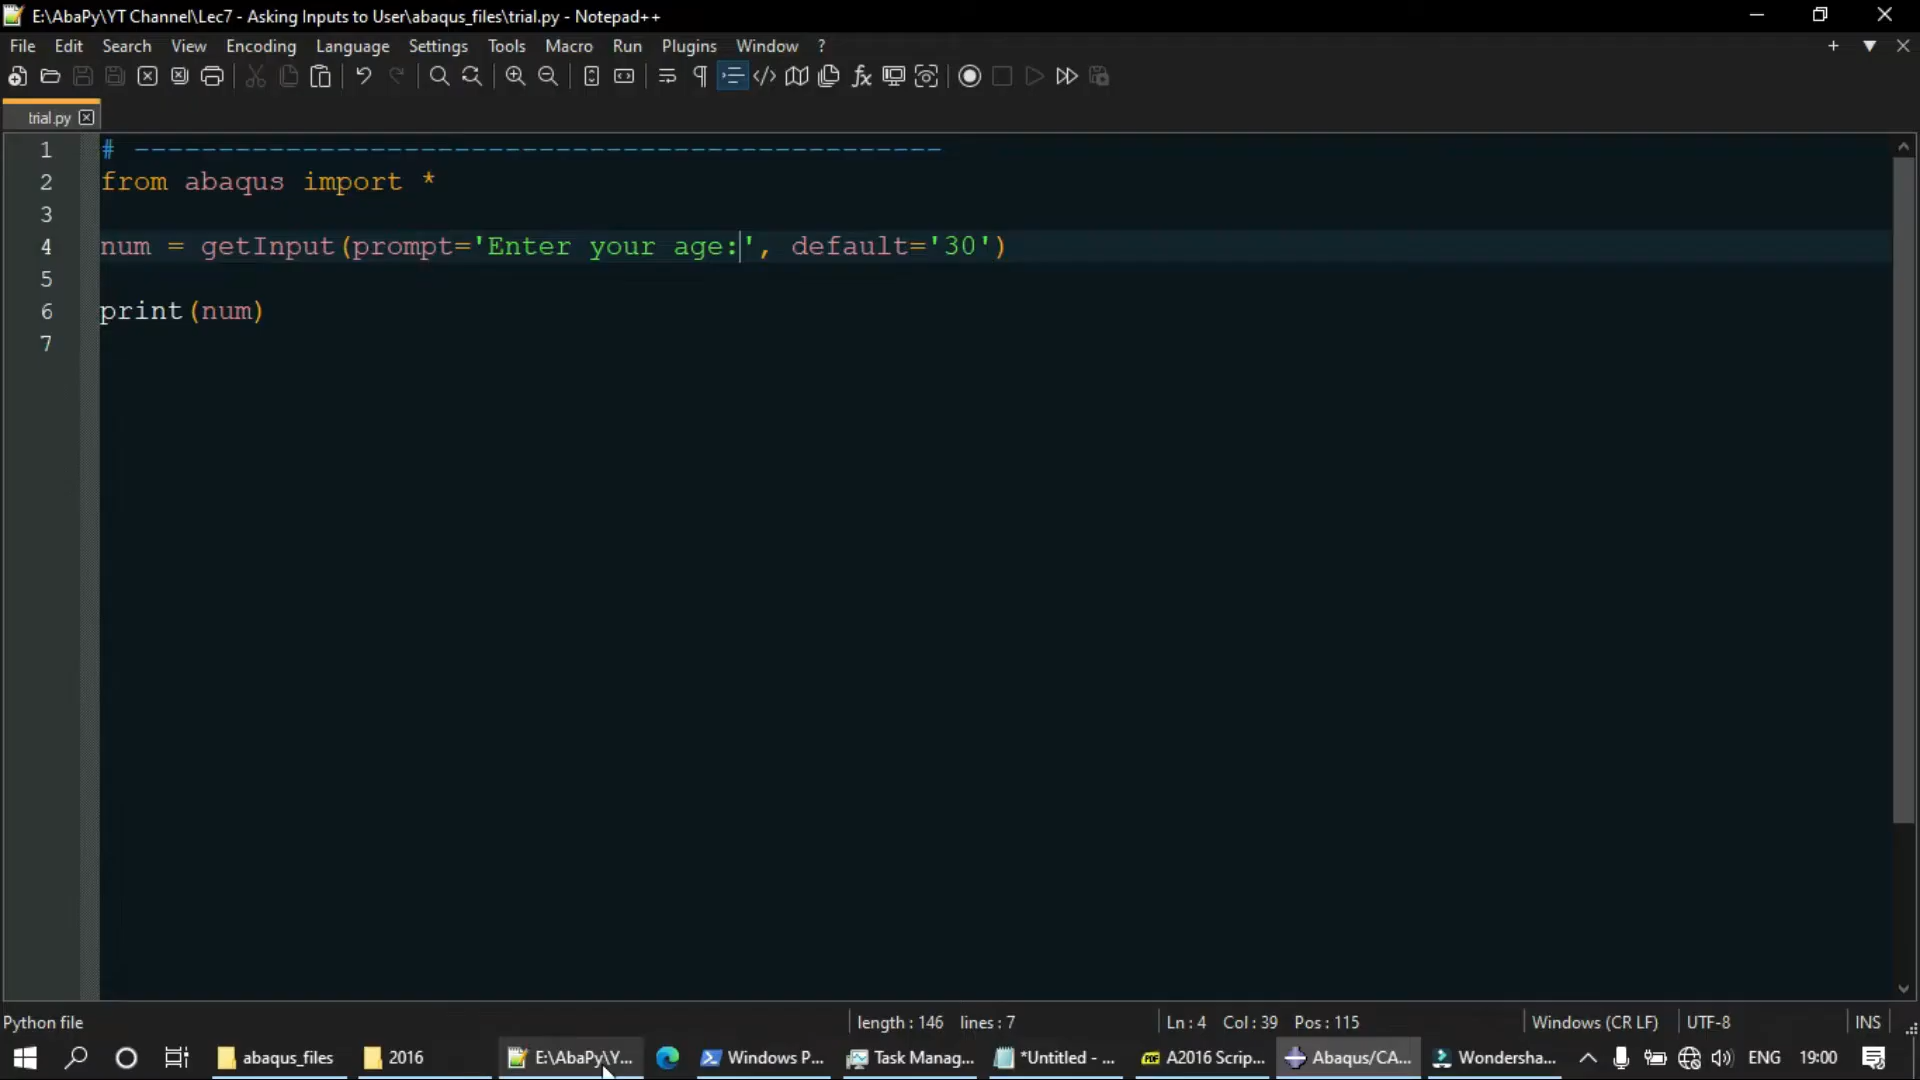 E:\AbaPy\YT Channel\Lec7 - Asking Inputs to User\abaqus_files\trial.py - Notepad++
File Edit Search View Encoding Language Settings Tools Macro Run Plugins Window ?
trial.py
1 # ------------------------------------------------
2 from abaqus import *
3
4 num = getInput(prompt='Enter your age:', default='30')
5
6 print(num)
7
Python file length : 146 lines : 7 Ln : 4 Col : 39 Pos : 115 Windows (CR LF) UTF-8 INS
abaqus_files 2016 E:\AbaPy\Y... Windows P... Task Manag... *Untitled - ... A2016 Scrip... Abaqus/CA... Wondersha... ENG 19:00